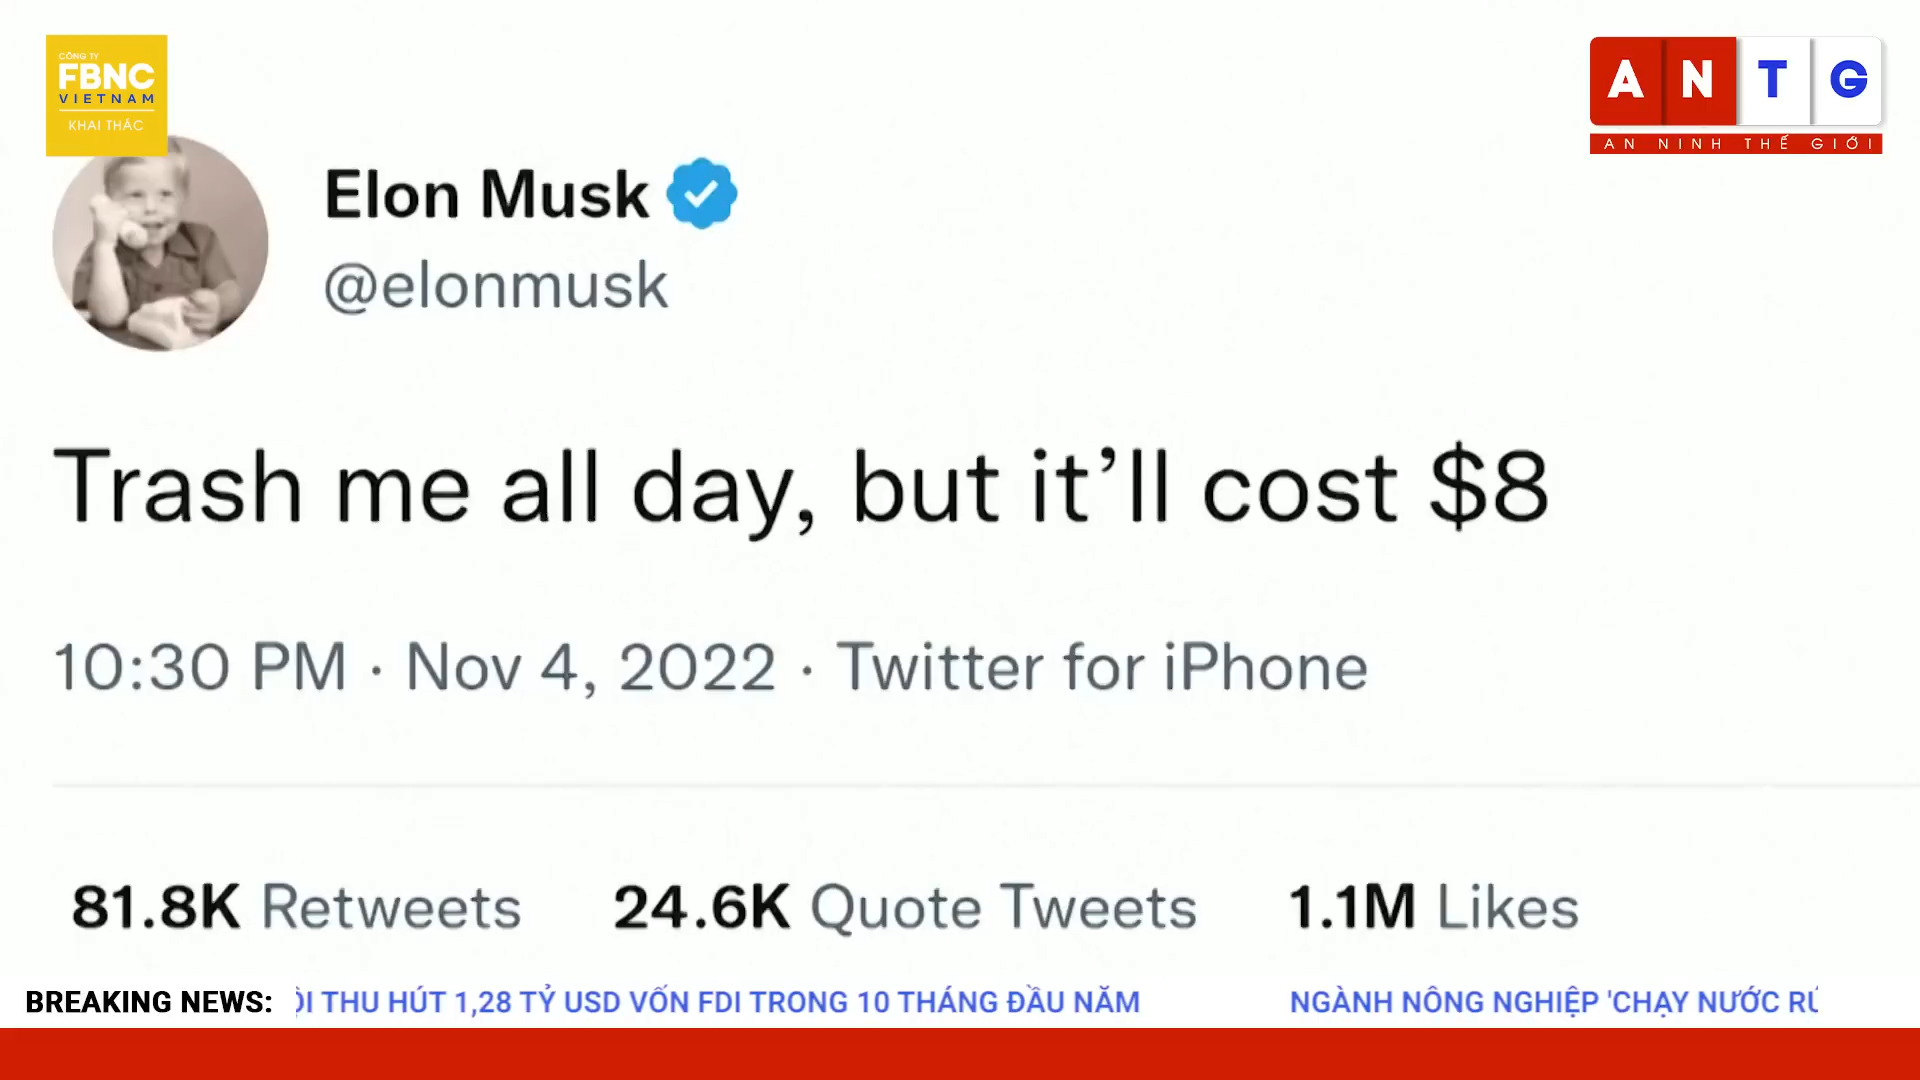 CÔNG TY
FBNC
VIETNAM
KHAI THÁC
A N T G
AN NINH THẾ GIỚI
Elon Musk
@elonmusk
Trash me all day, but it’ll cost $8
10:30 PM · Nov 4, 2022 · Twitter for iPhone
81.8K Retweets 24.6K Quote Tweets 1.1M Likes
BREAKING NEWS: THU HÚT 1,28 TỶ USD VỐN FDI TRONG 10 THÁNG ĐẦU NĂM NGÀNH NÔNG NGHIỆP 'CHẠY NƯỚC